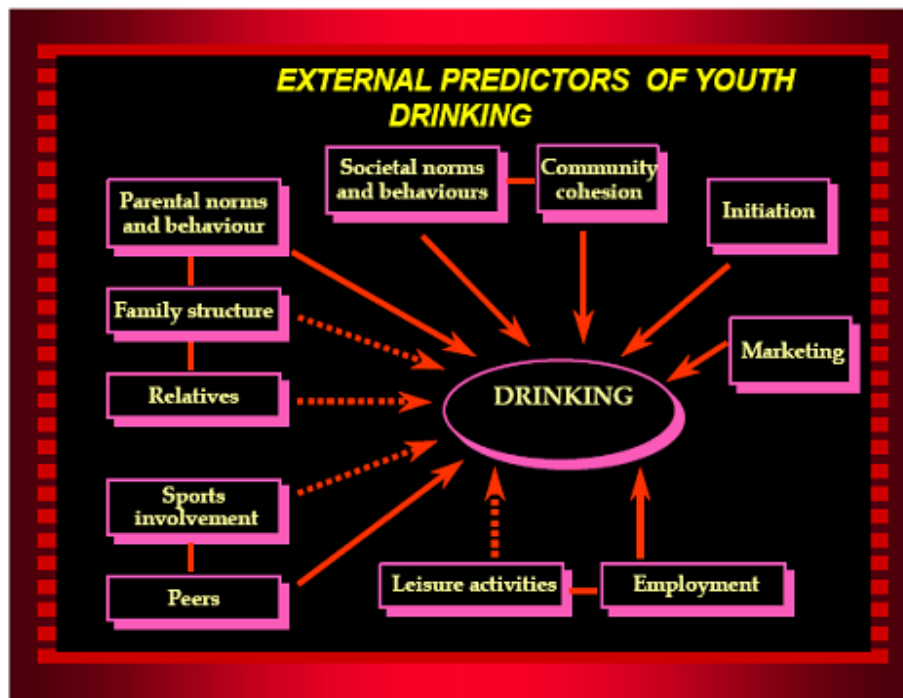 EXTERNAL PREDICTORS OF YOUTH
DRINKING
Societal norms
and behaviours
Community
cohesion
Parental norms
and behaviour
Initiation
Family structure
Marketing
Relatives
DRINKING
Sports
involvement
Peers
Leisure activities
Employment